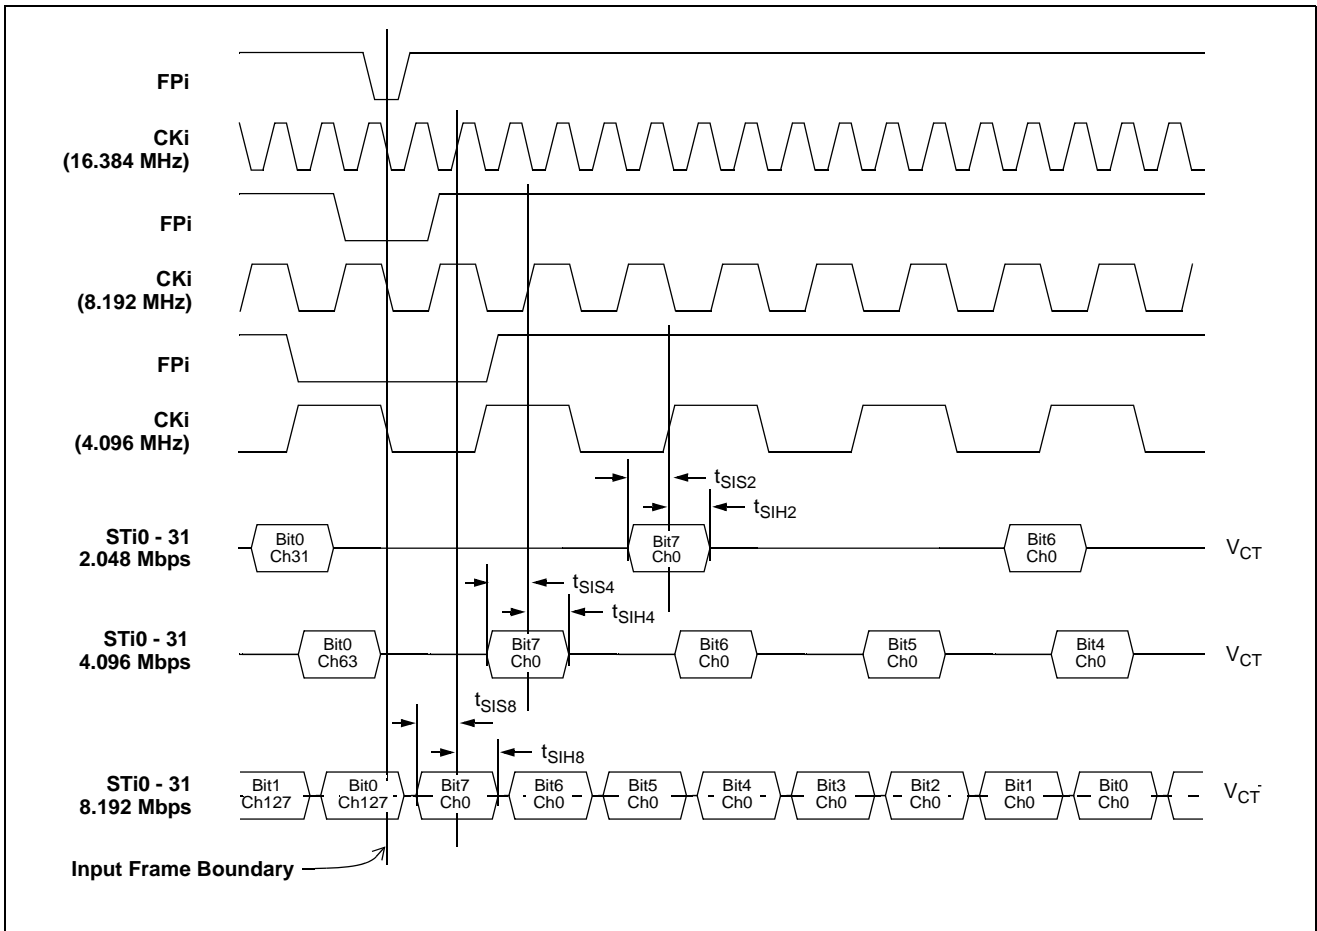 FPi
CKi
(16.384 MHz)
FPi
CKi
(8.192 MHz)
FPi
CKi
(4.096 MHz)
tSIS2
tSIH2
STi0 - 31
2.048 Mbps
Bit0
Ch31
Bit7
Ch0
Bit6
Ch0
VCT
tSIS4
tSIH4
STi0 - 31
4.096 Mbps
Bit0
Ch63
Bit7
Ch0
Bit6
Ch0
Bit5
Ch0
Bit4
Ch0
VCT
tSIS8
tSIH8
STi0 - 31
8.192 Mbps
Bit1
Ch127
Bit0
Ch127
Bit7
Ch0
Bit6
Ch0
Bit5
Ch0
Bit4
Ch0
Bit3
Ch0
Bit2
Ch0
Bit1
Ch0
Bit0
Ch0
VCT
Input Frame Boundary